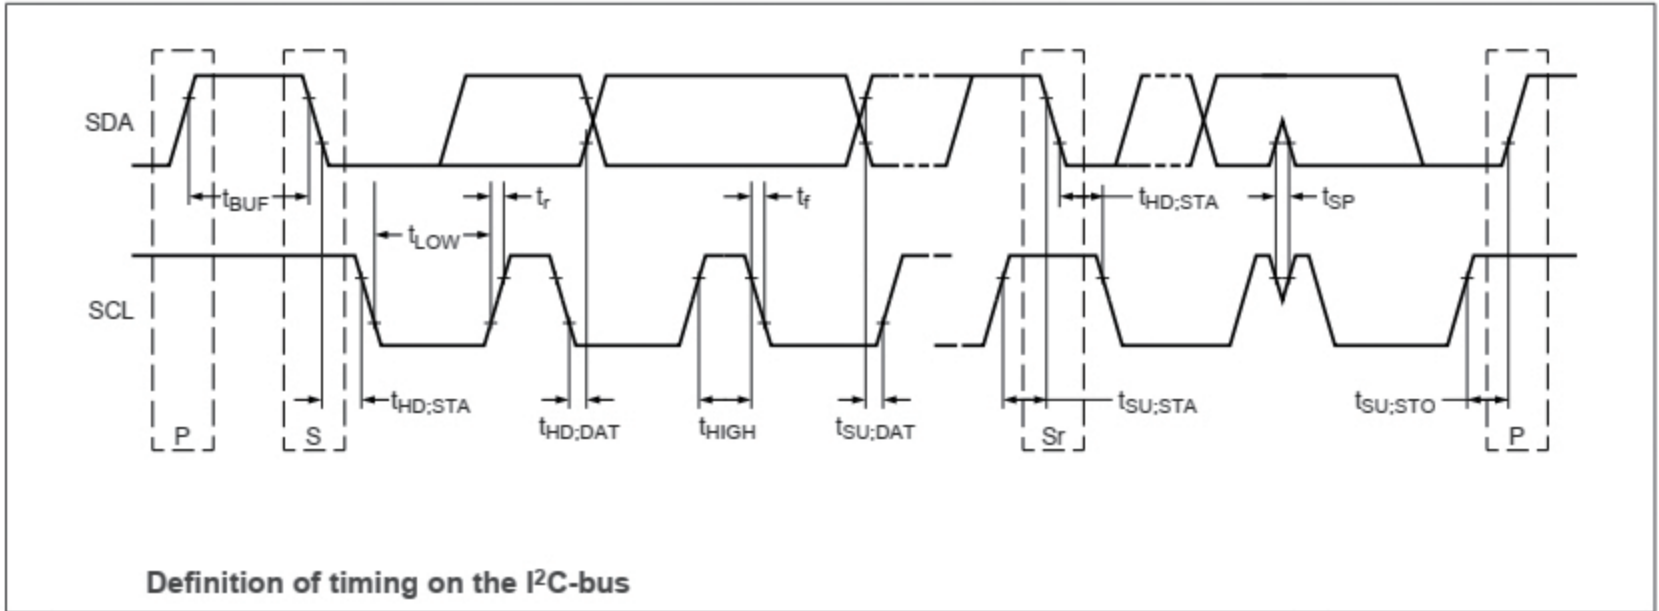 SDA
tBUF
tr
tf
tHD;STA
tSP
tLOW
SCL
tHD;STA
tSU;STA
tSU;STO
tHD;DAT
tHIGH
tSU;DAT
P
S
Sr
P
Definition of timing on the I²C-bus